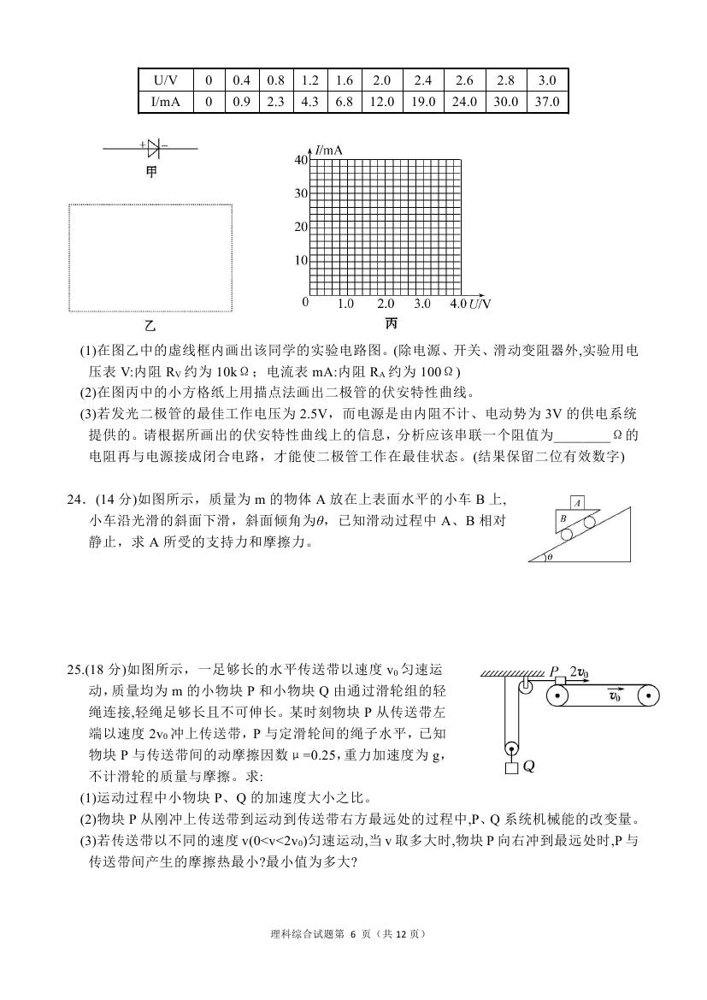 U/V 0 0.4 0.8 1.2 1.6 2.0 2.4 2.6 2.8 3.0
I/mA 0 0.9 2.3 4.3 6.8 12.0 19.0 24.0 30.0 37.0
甲
乙
I/mA
40
30
20
10
0 1.0 2.0 3.0 4.0 U/V
丙
(1)在图乙中的虚线框内画出该同学的实验电路图。(除电源、开关、滑动变阻器外,实验用电
压表 V:内阻 RV 约为 10kΩ；电流表 mA:内阻 RA 约为 100Ω)
(2)在图丙中的小方格纸上用描点法画出二极管的伏安特性曲线。
(3)若发光二极管的最佳工作电压为 2.5V，而电源是由内阻不计、电动势为 3V 的供电系统
提供的。请根据所画出的伏安特性曲线上的信息，分析应该串联一个阻值为________Ω的
电阻再与电源接成闭合电路，才能使二极管工作在最佳状态。(结果保留二位有效数字)
24．(14 分)如图所示，质量为 m 的物体 A 放在上表面水平的小车 B 上,
小车沿光滑的斜面下滑，斜面倾角为θ，已知滑动过程中 A、B 相对
静止，求 A 所受的支持力和摩擦力。
A
B
θ
25.(18 分)如图所示，一足够长的水平传送带以速度 v0 匀速运
动，质量均为 m 的小物块 P 和小物块 Q 由通过滑轮组的轻
绳连接,轻绳足够长且不可伸长。某时刻物块 P 从传送带左
端以速度 2v0 冲上传送带，P 与定滑轮间的绳子水平，已知
物块 P 与传送带间的动摩擦因数μ=0.25，重力加速度为 g，
不计滑轮的质量与摩擦。求:
P 2v0
v0
Q
(1)运动过程中小物块 P、Q 的加速度大小之比。
(2)物块 P 从刚冲上传送带到运动到传送带右方最远处的过程中,P、Q 系统机械能的改变量。
(3)若传送带以不同的速度 v(0<v<2v0)匀速运动,当 v 取多大时,物块 P 向右冲到最远处时,P 与
传送带间产生的摩擦热最小?最小值为多大?
理科综合试题第 6 页（共 12 页）